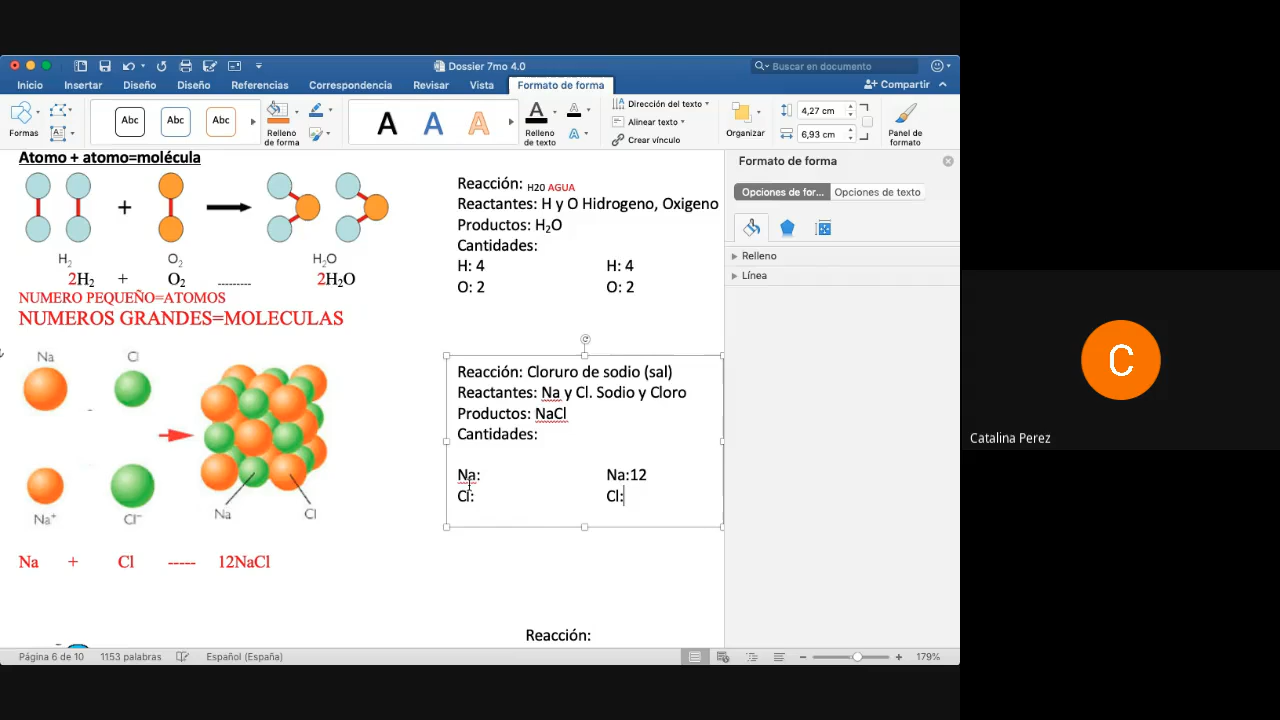 Dossier 7mo 4.0
Buscar en documento
Inicio Insertar Diseño Diseño Referencias Correspondencia Revisar Vista Formato de forma Compartir
Abc Abc Abc
A A A
A
Formas
Relleno de forma
Relleno de texto
Dirección del texto
Alinear texto
Crear vínculo
Organizar
4,27 cm
6,93 cm
Panel de formato
Atomo + atomo=molécula
+
H₂ O₂ H₂O
2H₂ + O₂ --------- 2H₂O
NUMERO PEQUEÑO=ATOMOS
NUMEROS GRANDES=MOLECULAS
Reacción: H20 AGUA
Reactantes: H y O Hidrogeno, Oxigeno
Productos: H₂O
Cantidades:
H: 4 H: 4
O: 2 O: 2
Na Cl
Na⁺ Cl⁻
Na Cl
Na + Cl ----- 12NaCl
Reacción: Cloruro de sodio (sal)
Reactantes: Na y Cl. Sodio y Cloro
Productos: NaCl
Cantidades:
Na: Na:12
Cl: Cl:
Reacción:
Formato de forma
Opciones de for... Opciones de texto
Relleno
Línea
Página 6 de 10 1153 palabras Español (España) 179%
C
Catalina Perez